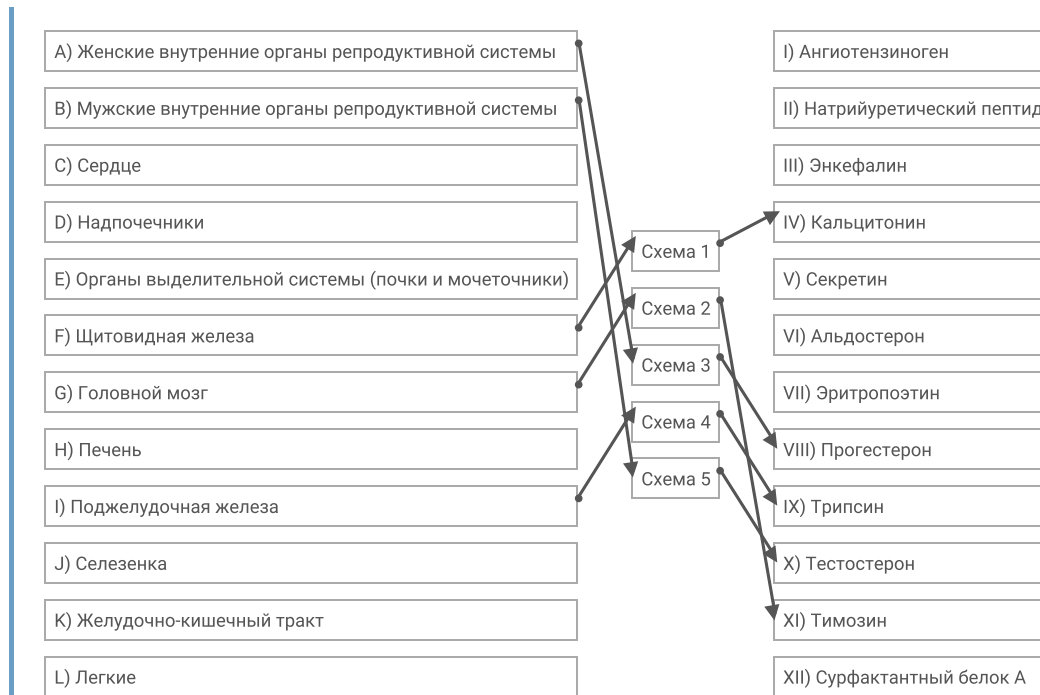 A) Женские внутренние органы репродуктивной системы
B) Мужские внутренние органы репродуктивной системы
C) Сердце
D) Надпочечники
E) Органы выделительной системы (почки и мочеточники)
F) Щитовидная железа
G) Головной мозг
H) Печень
I) Поджелудочная железа
J) Селезенка
K) Желудочно-кишечный тракт
L) Легкие
Схема 1
Схема 2
Схема 3
Схема 4
Схема 5
I) Ангиотензиноген
II) Натрийуретический пептид
III) Энкефалин
IV) Кальцитонин
V) Секретин
VI) Альдостерон
VII) Эритропоэтин
VIII) Прогестерон
IX) Трипсин
X) Тестостерон
XI) Тимозин
XII) Сурфактантный белок А